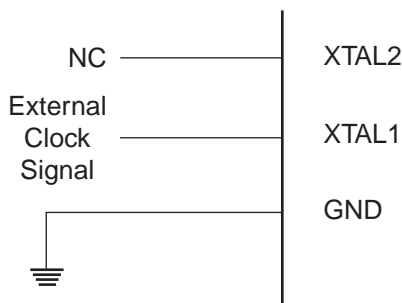 NC
XTAL2
External
Clock
Signal
XTAL1
GND